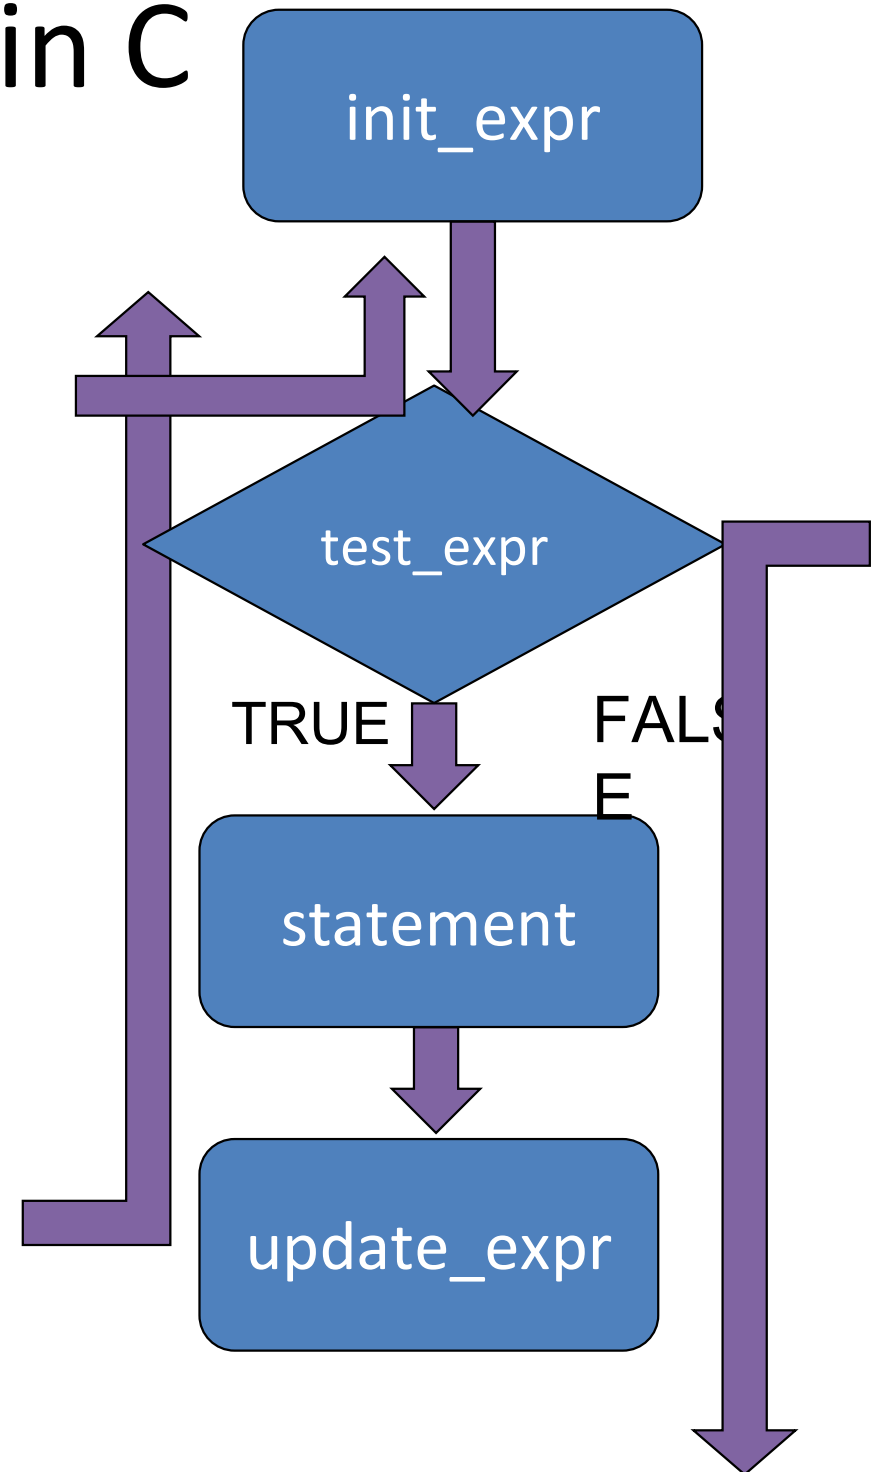 in C
init_expr
test_expr
TRUE
FALS
E
statement
update_expr